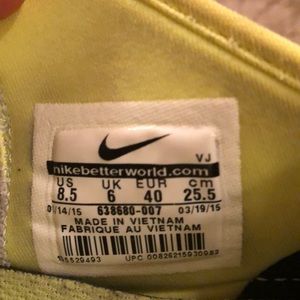 VJ
nikebetterworld.com
US UK EUR cm
8.5 6 40 25.5
01/14/15 638680-007 03/19/15
MADE IN VIETNAM
FABRIQUE AU VIETNAM
UPC